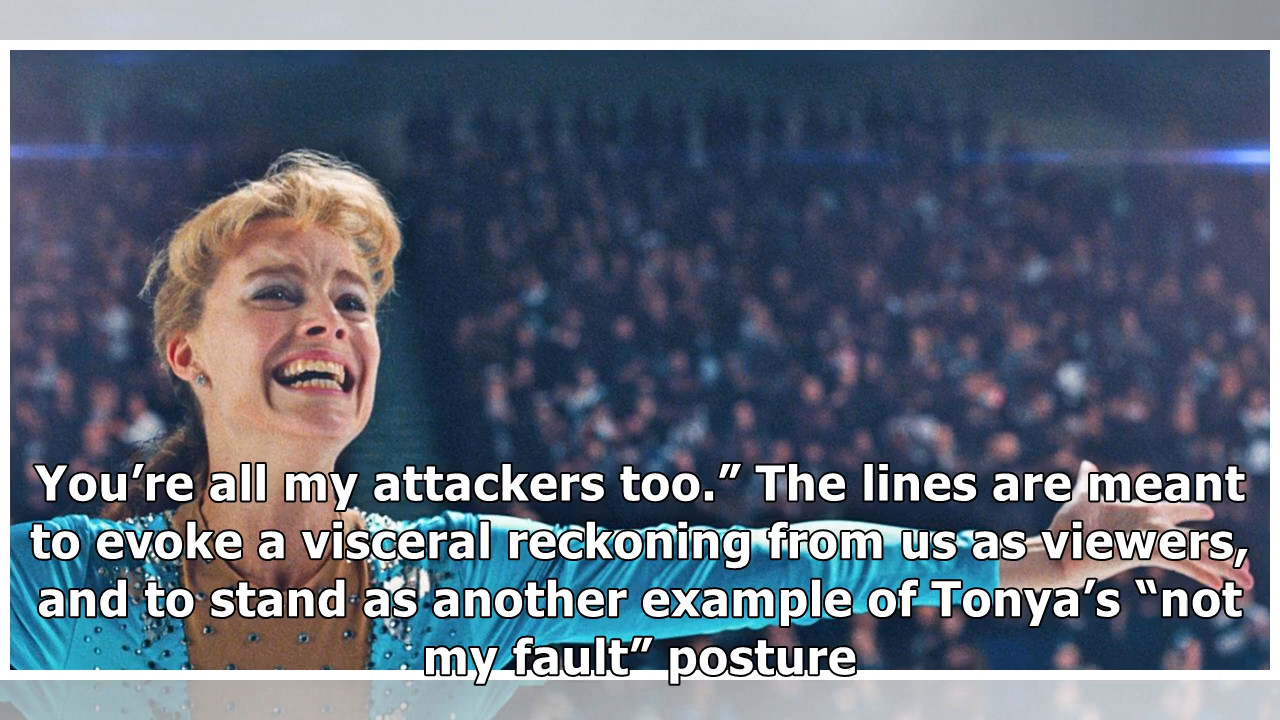 You’re all my attackers too.” The lines are meant
to evoke a visceral reckoning from us as viewers,
and to stand as another example of Tonya’s “not
my fault” posture